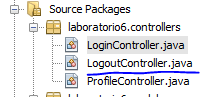 Source Packages
laboratorio6.controllers
LoginController.java
LogoutController.java
ProfileController.java